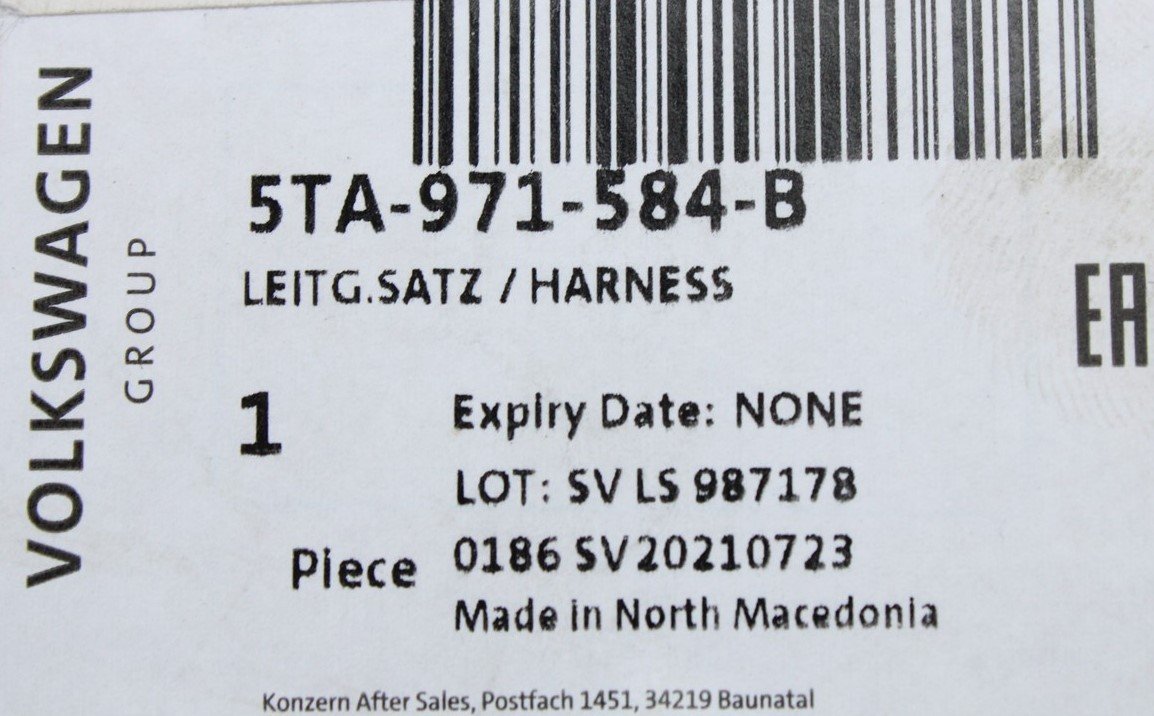 VOLKSWAGEN
GROUP
5TA-971-584-B
LEITG.SATZ / HARNESS
EA
1
Piece
Expiry Date: NONE
LOT: SV LS 987178
0186 SV20210723
Made in North Macedonia
Konzern After Sales, Postfach 1451, 34219 Baunatal